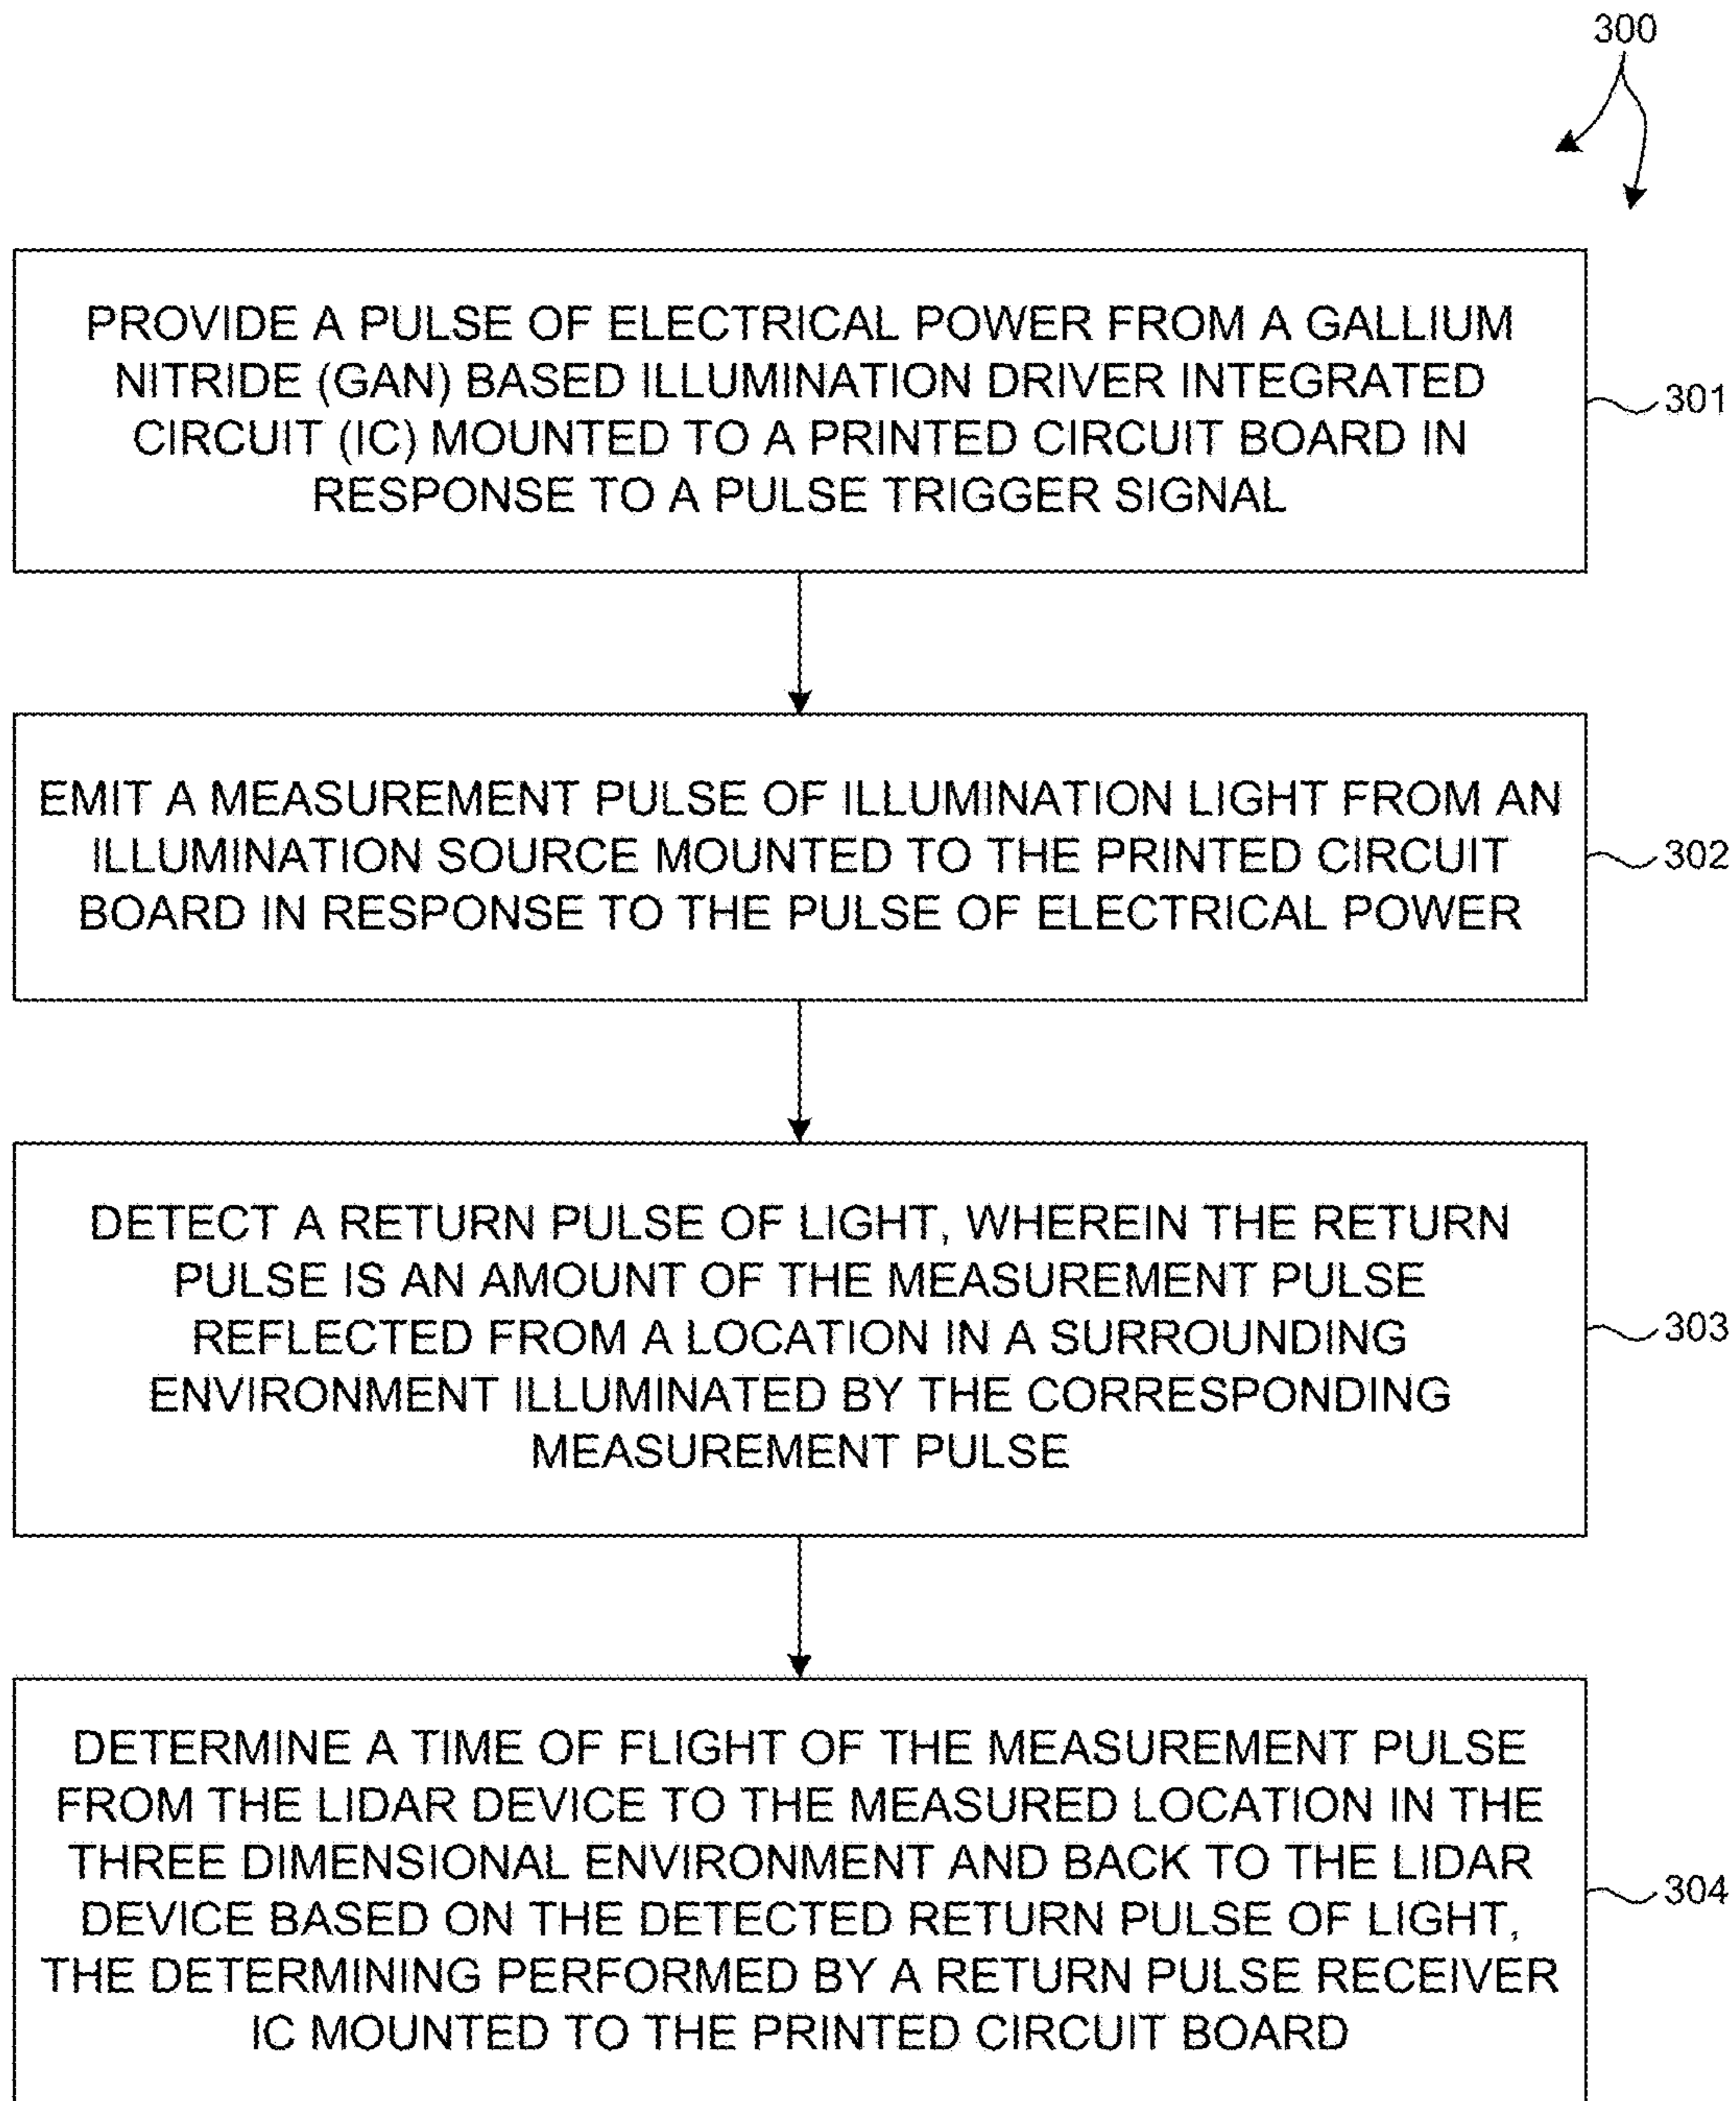 300
PROVIDE A PULSE OF ELECTRICAL POWER FROM A GALLIUM
NITRIDE (GAN) BASED ILLUMINATION DRIVER INTEGRATED
CIRCUIT (IC) MOUNTED TO A PRINTED CIRCUIT BOARD IN
RESPONSE TO A PULSE TRIGGER SIGNAL
301
EMIT A MEASUREMENT PULSE OF ILLUMINATION LIGHT FROM AN
ILLUMINATION SOURCE MOUNTED TO THE PRINTED CIRCUIT
BOARD IN RESPONSE TO THE PULSE OF ELECTRICAL POWER
302
DETECT A RETURN PULSE OF LIGHT, WHEREIN THE RETURN
PULSE IS AN AMOUNT OF THE MEASUREMENT PULSE
REFLECTED FROM A LOCATION IN A SURROUNDING
ENVIRONMENT ILLUMINATED BY THE CORRESPONDING
MEASUREMENT PULSE
303
DETERMINE A TIME OF FLIGHT OF THE MEASUREMENT PULSE
FROM THE LIDAR DEVICE TO THE MEASURED LOCATION IN THE
THREE DIMENSIONAL ENVIRONMENT AND BACK TO THE LIDAR
DEVICE BASED ON THE DETECTED RETURN PULSE OF LIGHT,
THE DETERMINING PERFORMED BY A RETURN PULSE RECEIVER
IC MOUNTED TO THE PRINTED CIRCUIT BOARD
304